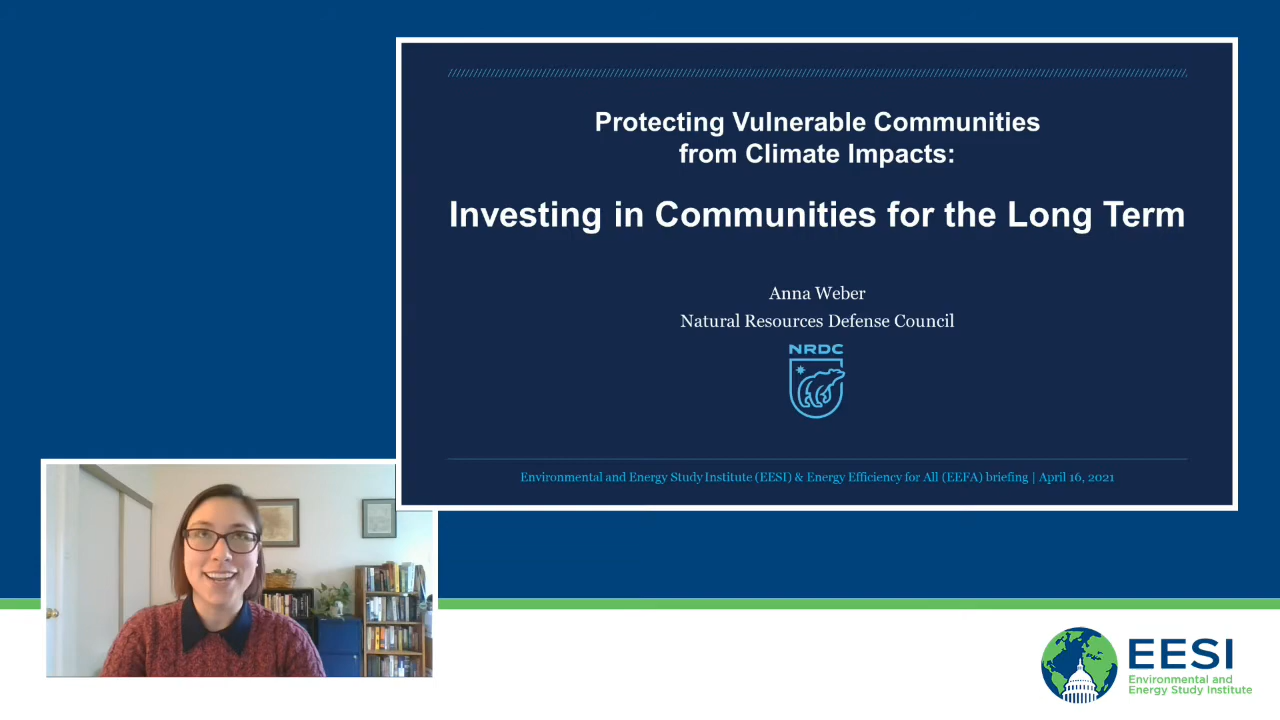 Protecting Vulnerable Communities
from Climate Impacts:
Investing in Communities for the Long Term
Anna Weber
Natural Resources Defense Council
NRDC
Environmental and Energy Study Institute (EESI) & Energy Efficiency for All (EEFA) briefing | April 16, 2021
EESI
Environmental and
Energy Study Institute